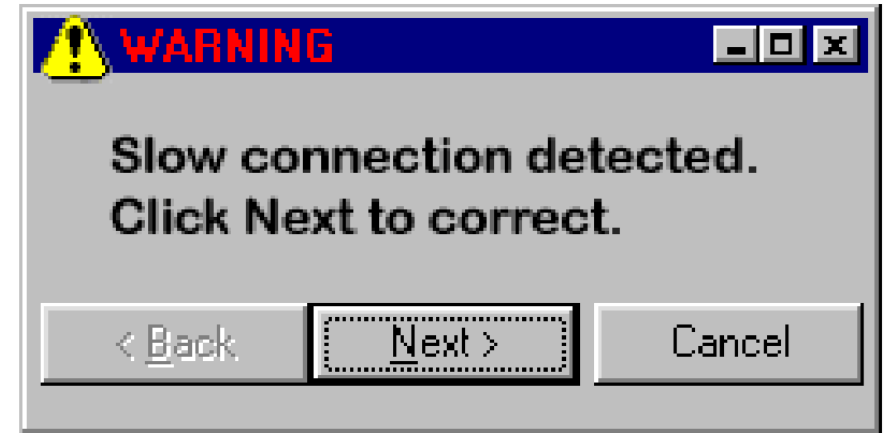 WARNING
Slow connection detected.
Click Next to correct.
< Back Next > Cancel